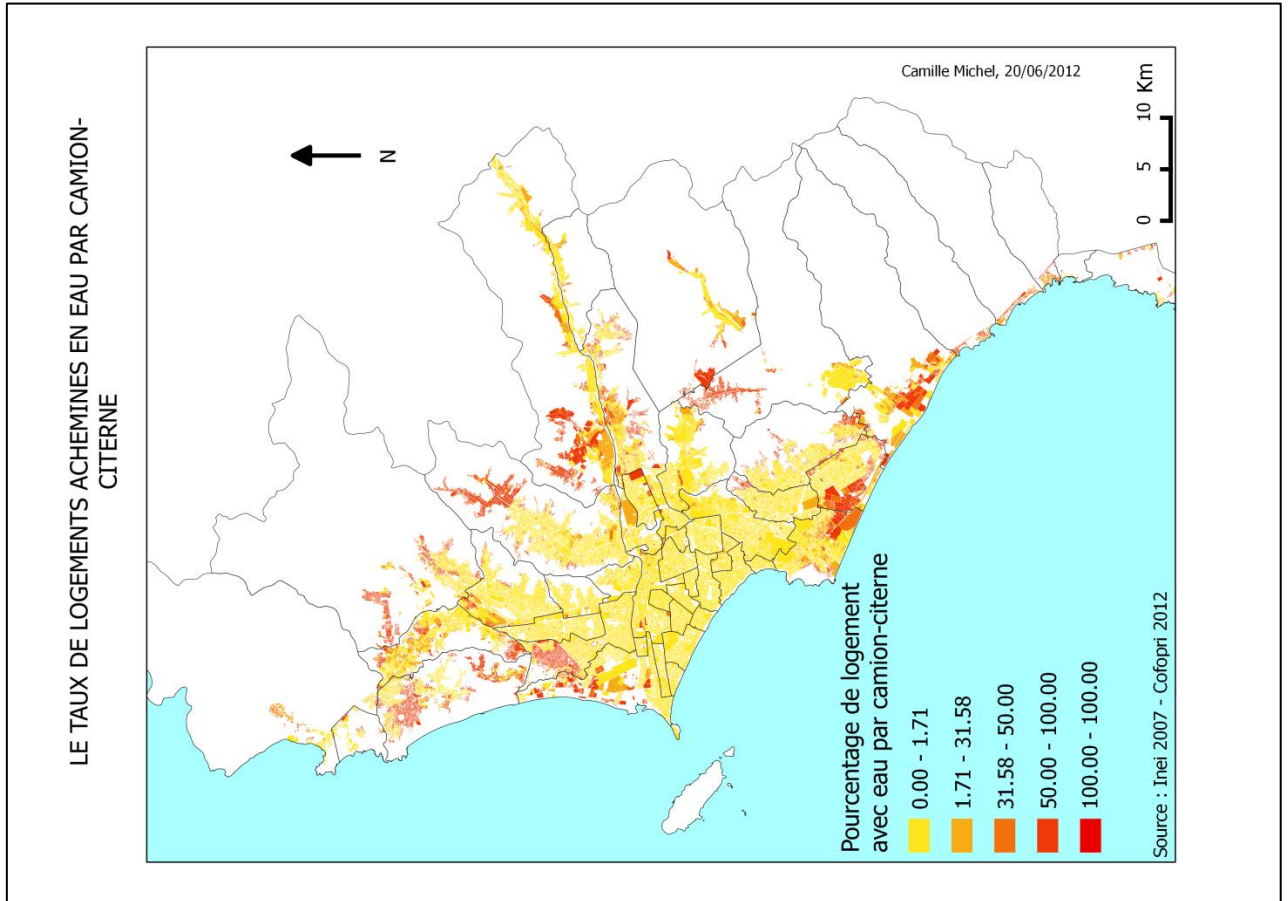 LE TAUX DE LOGEMENTS ACHEMINES EN EAU PAR CAMION-
CITERNE
Camille Michel, 20/06/2012
N
0 5 10 Km
Pourcentage de logement
avec eau par camion-citerne
0.00 - 1.71
1.71 - 31.58
31.58 - 50.00
50.00 - 100.00
100.00 - 100.00
Source : Inei 2007 - Cofopri 2012